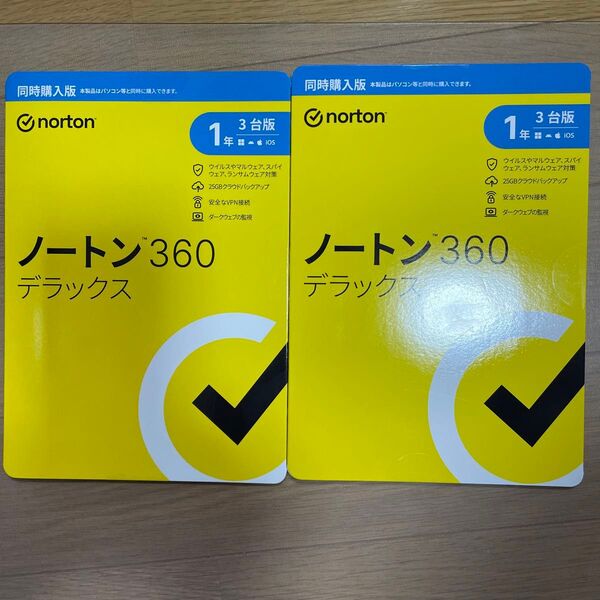 同時購入版 本製品はパソコン等と同時に購入できます。
norton
1年 3台版
iOS
ウイルスやマルウェア、スパイ
ウェア、ランサムウェア対策
25GBクラウドバックアップ
安全なVPN接続
ダークウェブの監視
ノートン™ 360
デラックス
同時購入版 本製品はパソコン等と同時に購入できます。
norton
1年 3台版
iOS
ウイルスやマルウェア、スパイ
ウェア、ランサムウェア対策
25GBクラウドバックアップ
安全なVPN接続
ダークウェブの監視
ノートン™ 360
デラックス